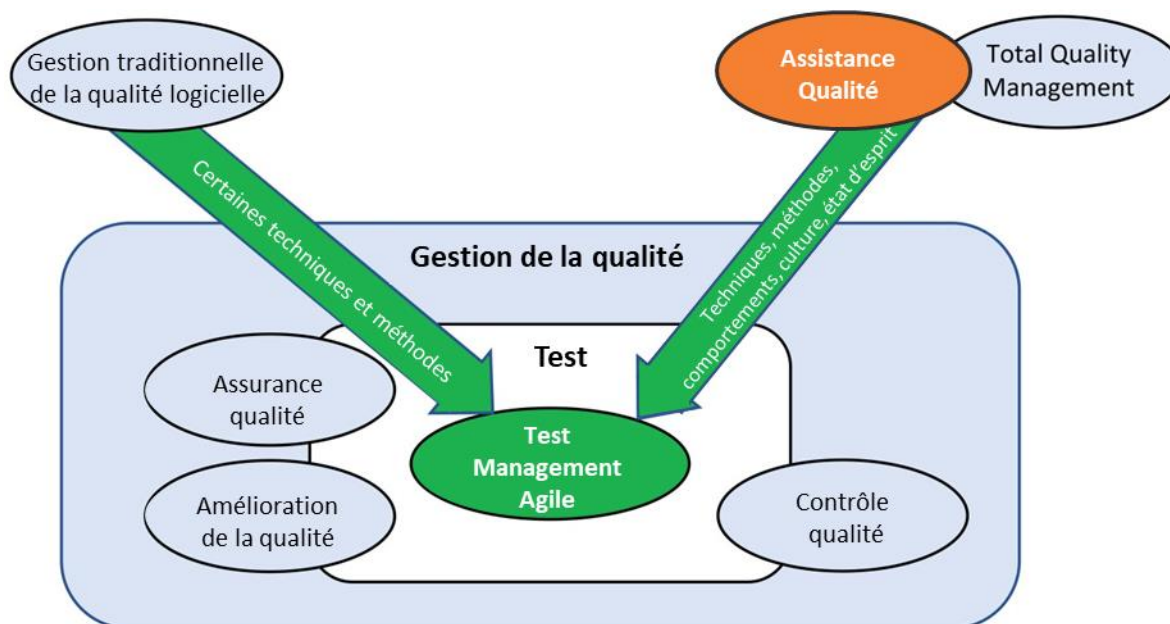 Gestion traditionnelle
de la qualité logicielle
Assistance
Qualité
Total Quality
Management
Certaines techniques et méthodes
Techniques, méthodes,
comportements, culture, état d'esprit
Gestion de la qualité
Test
Assurance
qualité
Test
Management
Agile
Amélioration
de la qualité
Contrôle
qualité